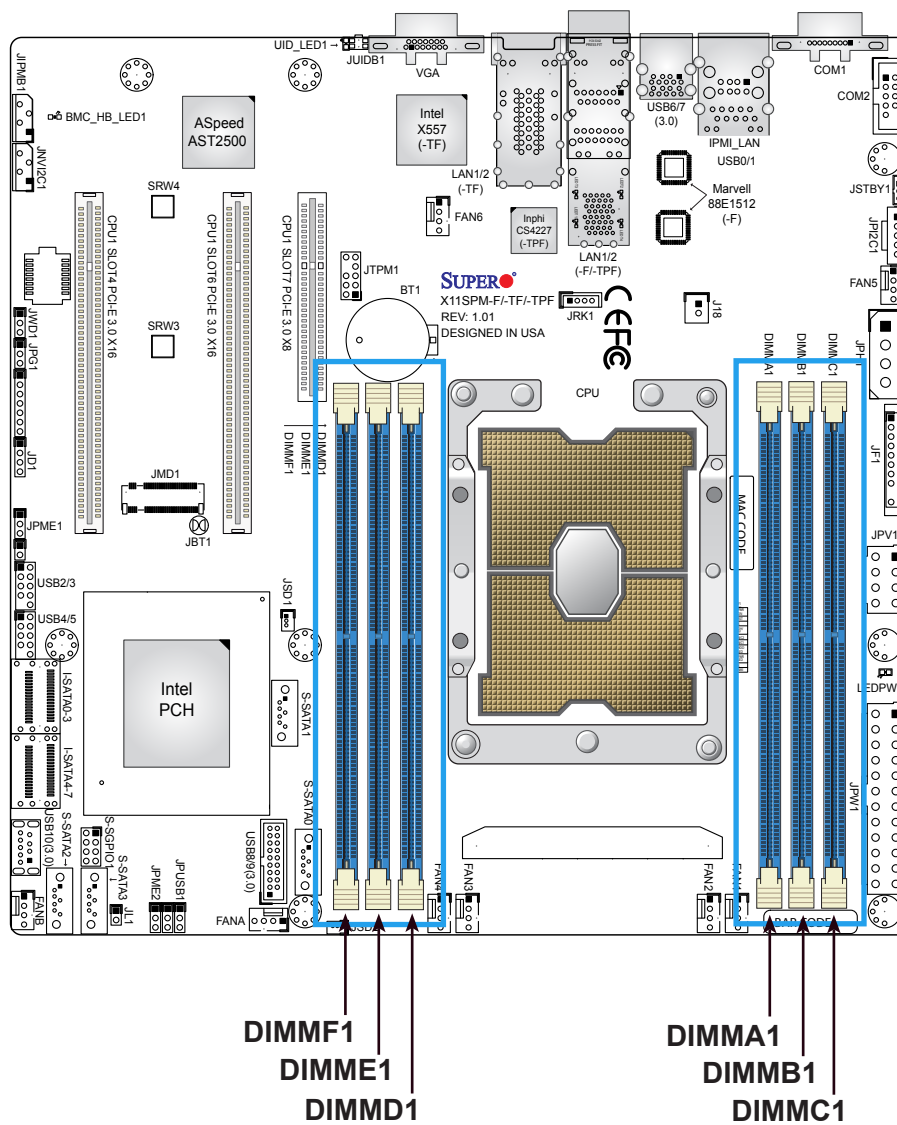 UID_LED1
JUIDB1
VGA
COM1
JIPMB1
BMC_HB_LED1
ASpeed
AST2500
Intel
X557
(-TF)
USB6/7
(3.0)
IPMI_LAN
USB0/1
COM2
JNVI2C1
LAN1/2
(-TF)
Marvell
88E1512
(-F)
JSTBY1
SRW4
FAN6
Inphi
CS4227
(-TPF)
LAN1/2
(-F/-TPF)
JPI2C1
CPU1 SLOT4 PCI-E 3.0 X16
CPU1 SLOT6 PCI-E 3.0 X16
CPU1 SLOT7 PCI-E 3.0 X8
JTPM1
BT1
SUPER
X11SPM-F/-TF/-TPF
REV: 1.01
DESIGNED IN USA
JRK1
J18
FAN5
JWD1
JPG1
SRW3
DIMMA1
DIMMB1
DIMMC1
CPU
JF1
DIMMF1
DIMME1
DIMMD1
JD1
JMD1
MAC CODE
JPME1
JBT1
JPV1
USB2/3
JSD1
USB4/5
Intel
PCH
I-SATA0-3
S-SATA1
I-SATA4-7
JPW1
USB10(3.0)
S-SATA2
S-SGPIO1
S-SATA3
S-SATA0
USB8/9(3.0)
FANB
JL1
JPME2
JPUSB1
FANA
FAN4
FAN3
FAN2
BAR CODE
DIMMF1
DIMME1
DIMMD1
DIMMA1
DIMMB1
DIMMC1